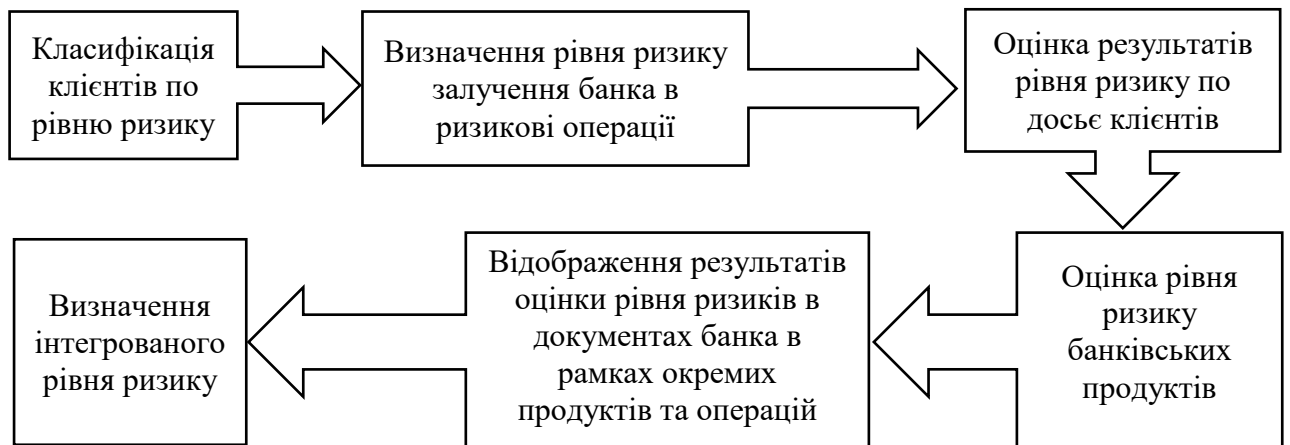 Класифікація
клієнтів по
рівню ризику
Визначення рівня ризику
залучення банка в
ризикові операції
Оцінка результатів
рівня ризику по
досьє клієнтів
Оцінка рівня
ризику
банківських
продуктів
Відображення результатів
оцінки рівня ризиків в
документах банка в
рамках окремих
продуктів та операцій
Визначення
інтегрованого
рівня ризику